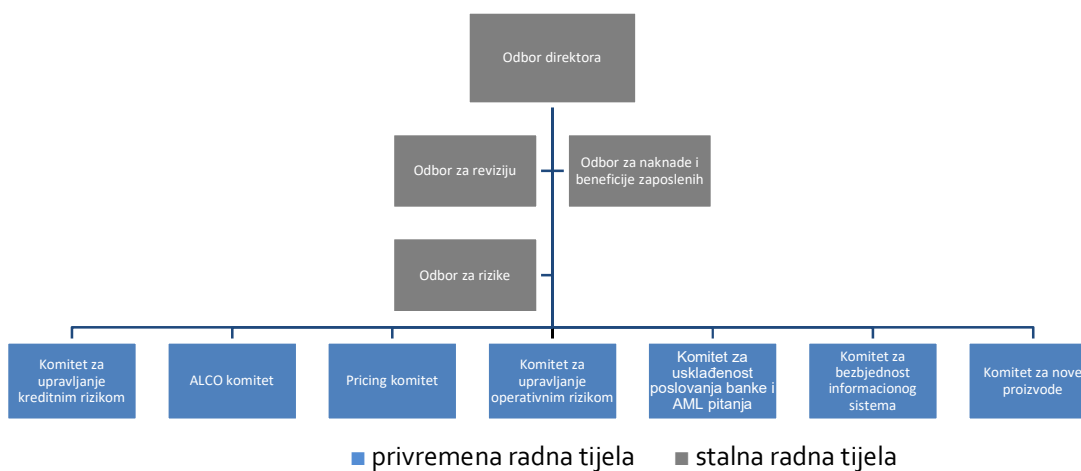 Odbor direktora
Odbor za reviziju
Odbor za naknade i
beneficije zaposlenih
Odbor za rizike
Komitet za
upravljanje
kreditnim rizikom
ALCO komitet
Pricing komitet
Komitet za
upravljanje
operativnim rizikom
Komitet za
usklađenost
poslovanja banke i
AML pitanja
Komitet za
bezbjednost
informacionog
sistema
Komitet za nove
proizvode
privremena radna tijela
stalna radna tijela